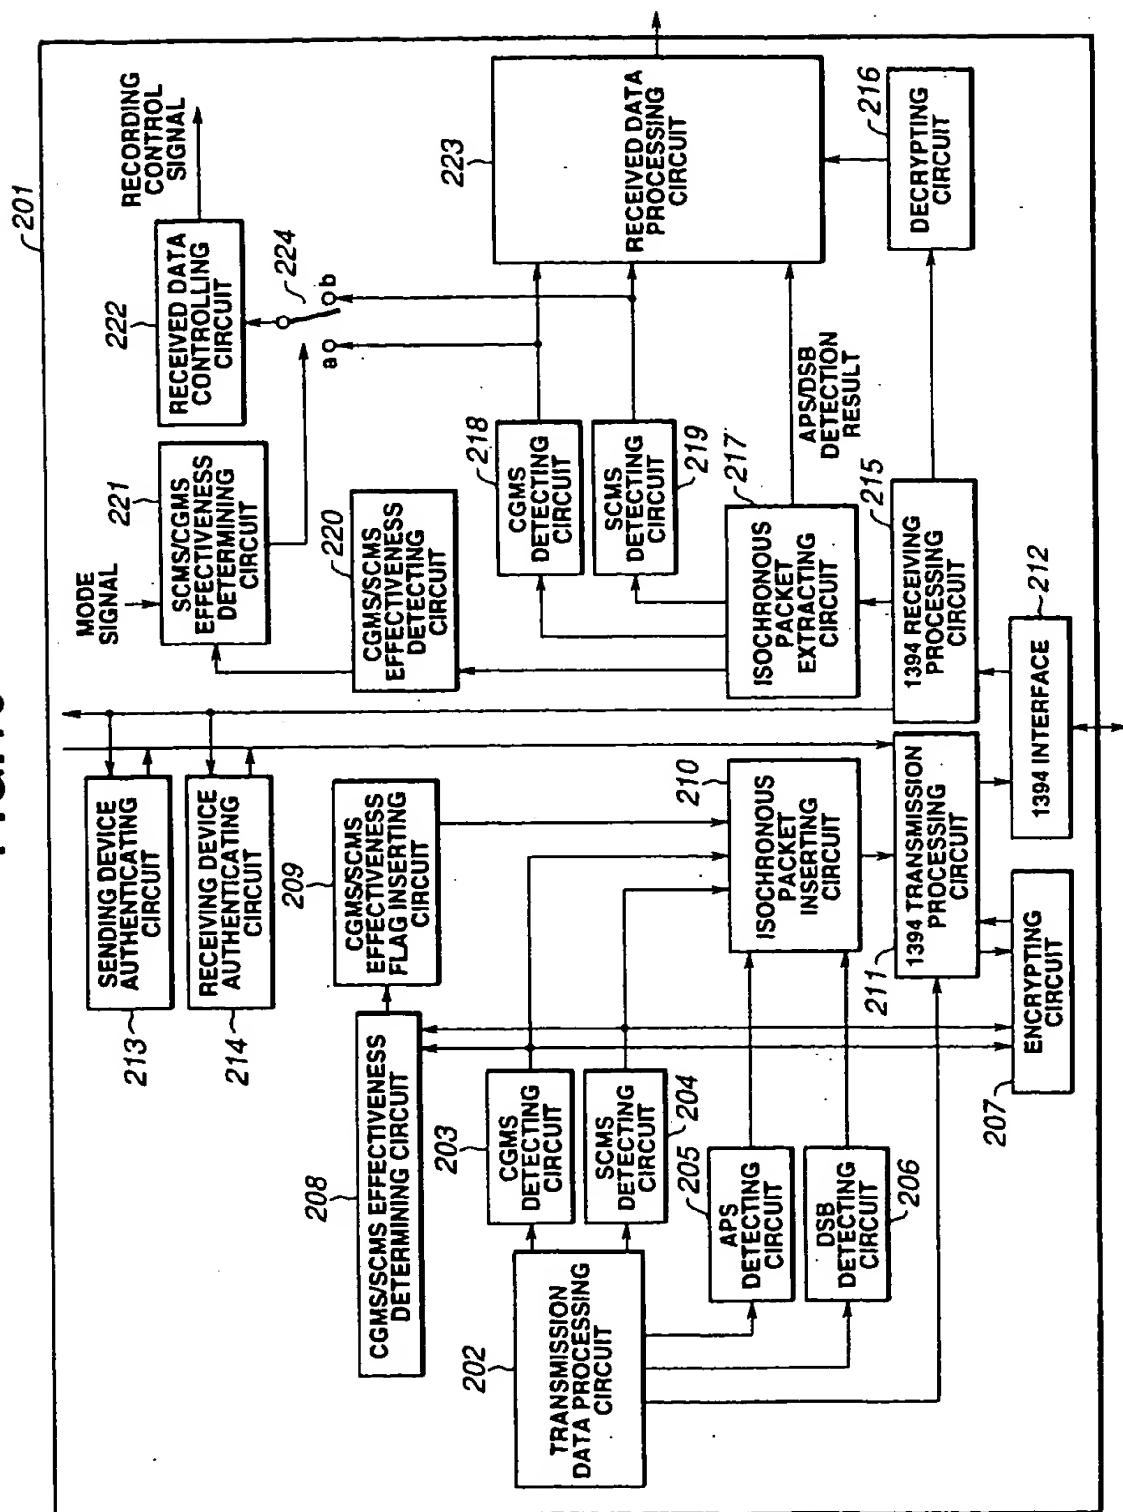 201
TRANSMISSION
DATA PROCESSING
CIRCUIT
202
CGMS/SCMS EFFECTIVENESS
DETERMINING CIRCUIT
208
CGMS
DETECTING
CIRCUIT
203
SCMS
DETECTING
CIRCUIT
204
APS
DETECTING
CIRCUIT
205
DSB
DETECTING
CIRCUIT
206
SENDING DEVICE
AUTHENTICATING
CIRCUIT
213
RECEIVING DEVICE
AUTHENTICATING
CIRCUIT
214
CGMS/SCMS
EFFECTIVENESS
FLAG INSERTING
CIRCUIT
209
ISOCHRONOUS
PACKET
INSERTING
CIRCUIT
210
1394 TRANSMISSION
PROCESSING
CIRCUIT
211
ENCRYPTING
CIRCUIT
207
1394 INTERFACE
212
MODE
SIGNAL
SCMS/CGMS
EFFECTIVENESS
DETERMINING
CIRCUIT
221
CGMS/SCMS
EFFECTIVENESS
DETECTING
CIRCUIT
220
CGMS
DETECTING
CIRCUIT
218
SCMS
DETECTING
CIRCUIT
219
ISOCHRONOUS
PACKET
EXTRACTING
CIRCUIT
217
1394 RECEIVING
PROCESSING
CIRCUIT
215
RECEIVED DATA
CONTROLLING
CIRCUIT
222
RECORDING
CONTROL
SIGNAL
224
a
b
APS/DSB
DETECTION
RESULT
RECEIVED DATA
PROCESSING
CIRCUIT
223
DECRYPTING
CIRCUIT
216